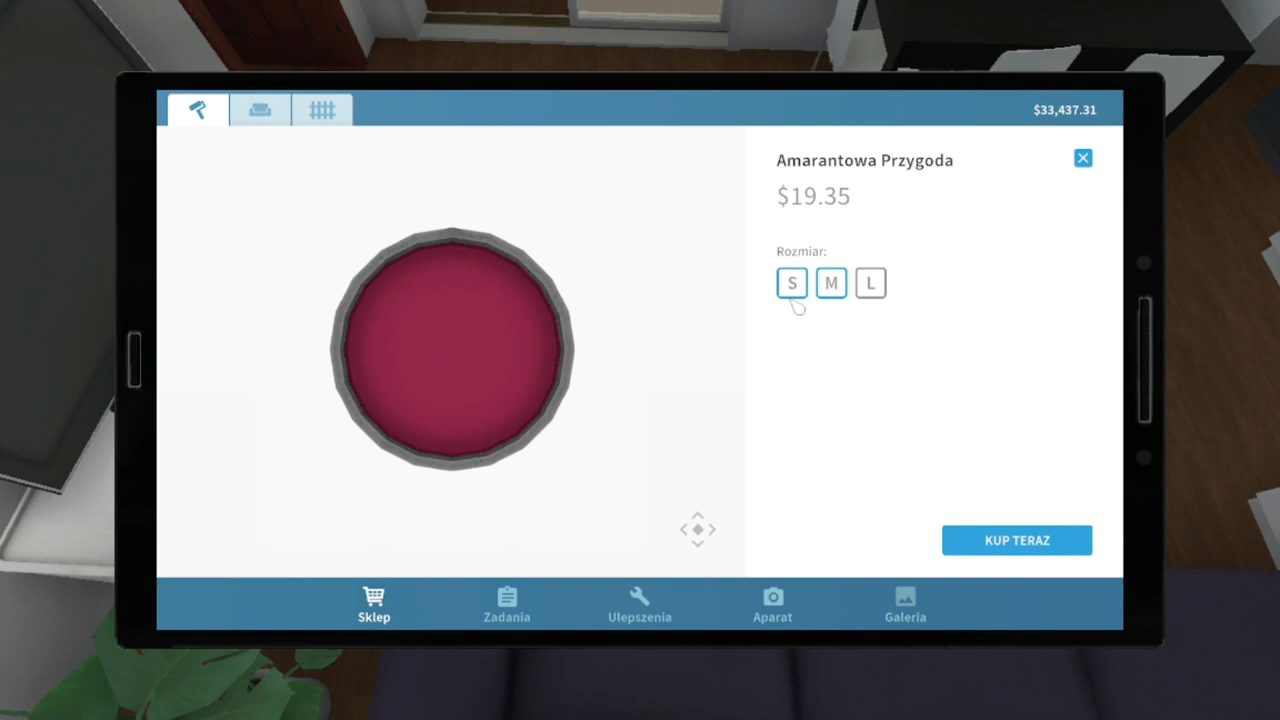 $33,437.31
Amarantowa Przygoda
$19.35
Rozmiar:
S M L
KUP TERAZ
Sklep Zadania Ulepszenia Aparat Galeria